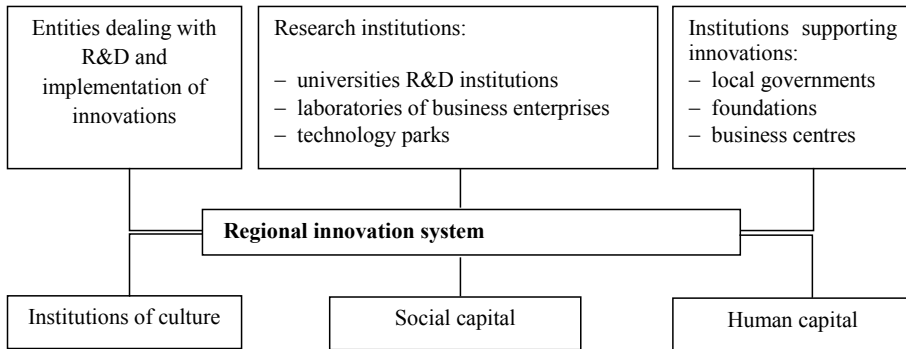 Entities dealing with
R&D and
implementation of
innovations
Research institutions:
– universities R&D institutions
– laboratories of business enterprises
– technology parks
Institutions supporting
innovations:
– local governments
– foundations
– business centres
Regional innovation system
Institutions of culture
Social capital
Human capital